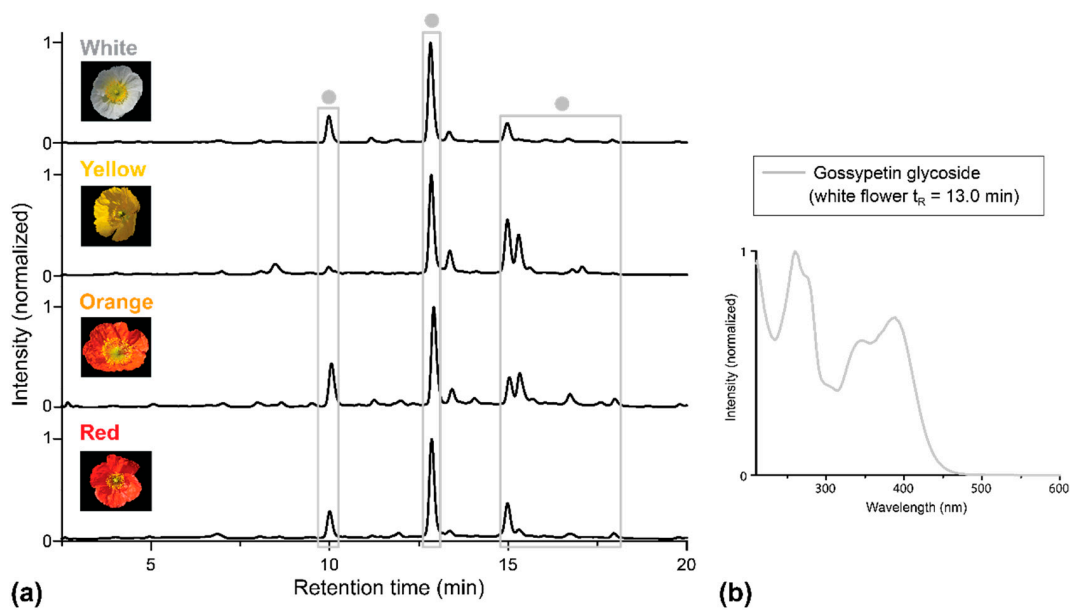 White
1
0
Yellow
1
0
Orange
1
0
Red
1
0
Intensity (normalized)
5 10 15 20
Retention time (min)
(a)
Gossypetin glycoside
(white flower tR = 13.0 min)
1
0
Intensity (normalized)
300 400 500 600
Wavelength (nm)
(b)